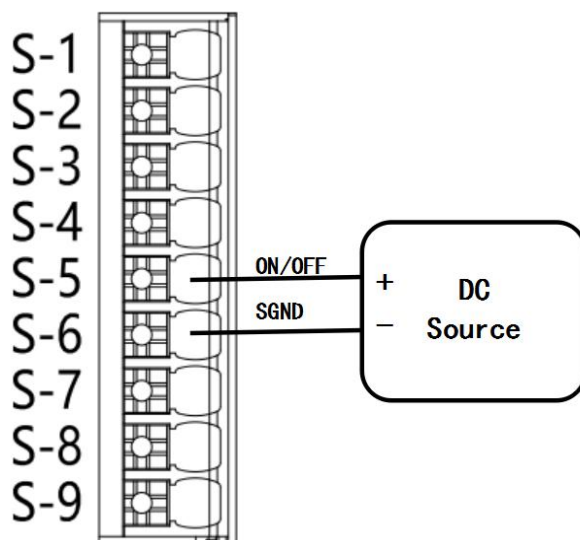 S-1
S-2
S-3
S-4
S-5
S-6
S-7
S-8
S-9
ON/OFF
SGND
+
−
DC
Source